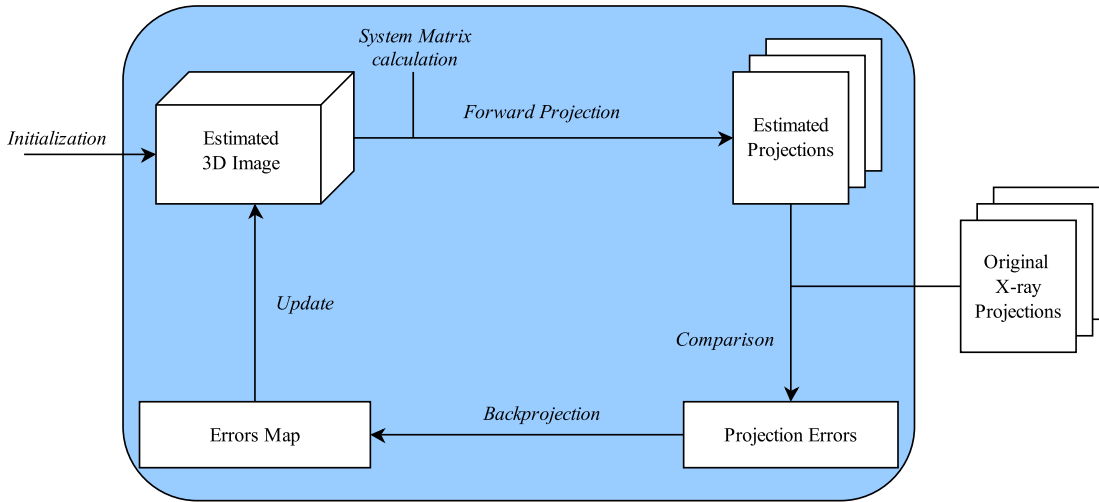 System Matrix
calculation
Initialization
Estimated
3D Image
Forward Projection
Estimated
Projections
Original
X-ray
Projections
Update
Comparison
Backprojection
Errors Map
Projection Errors